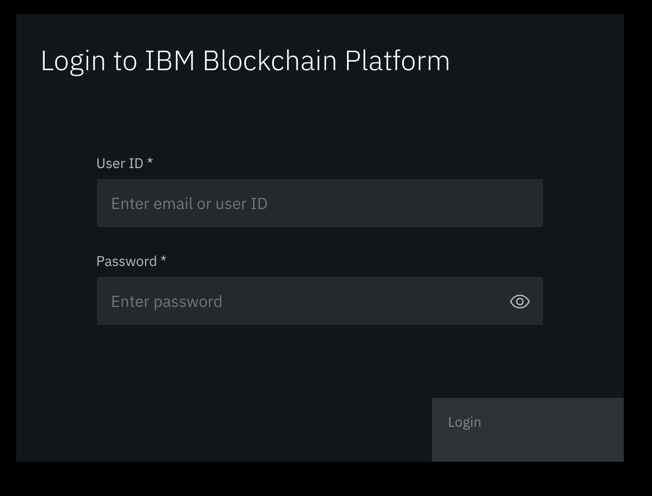 Login to IBM Blockchain Platform
User ID *
Enter email or user ID
Password *
Enter password
Login